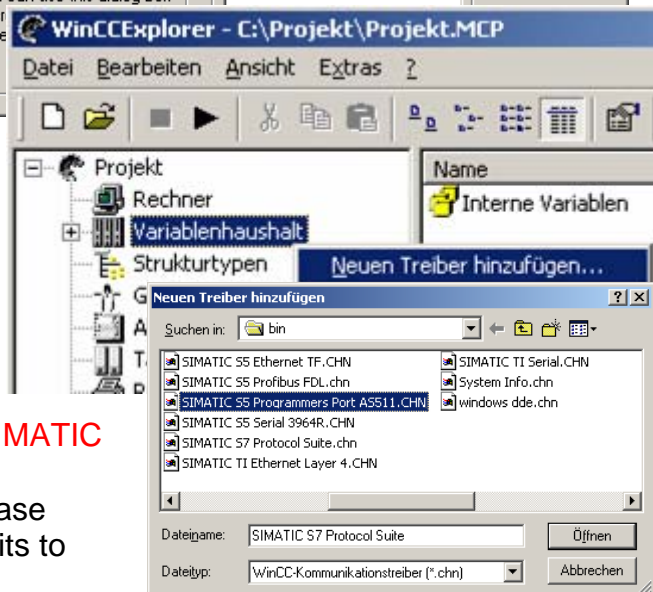 WinCCExplorer - C:\Projekt\Projekt.MCP
Datei Bearbeiten Ansicht Extras ?
Projekt
Rechner
Variablenhaushalt
Strukturtypen
Name
Interne Variablen
Neuen Treiber hinzufügen...
Neuen Treiber hinzufügen
Suchen in: bin
SIMATIC S5 Ethernet TF.CHN
SIMATIC S5 Profibus FDL.chn
SIMATIC S5 Programmers Port AS511.CHN
SIMATIC S5 Serial 3964R.CHN
SIMATIC S7 Protocol Suite.chn
SIMATIC TI Ethernet Layer 4.CHN
SIMATIC TI Serial.CHN
System Info.chn
windows dde.chn
Dateiname: SIMATIC S7 Protocol Suite Öffnen
Dateityp: WinCC-Kommunikationstreiber (*.chn) Abbrechen
MATIC
ase
its to